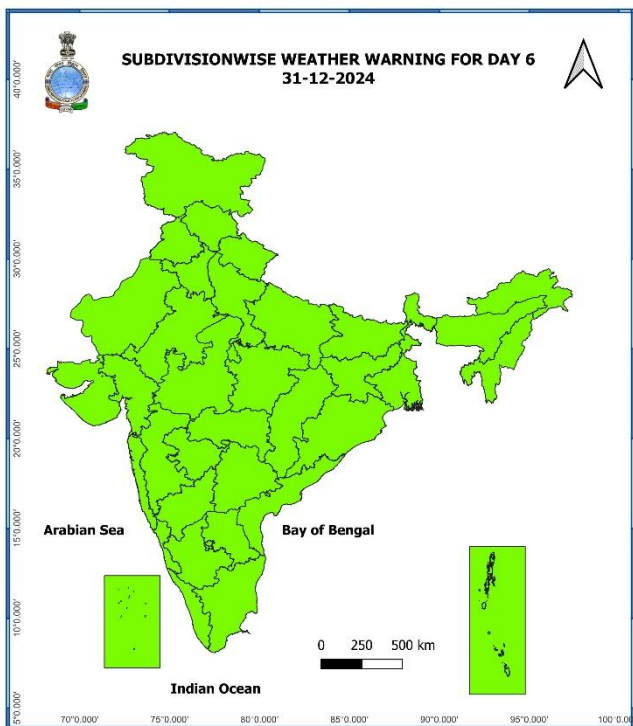 SUBDIVISIONWISE WEATHER WARNING FOR DAY 6
31-12-2024
40°0.000'
35°0.000'
30°0.000'
25°0.000'
20°0.000'
15°0.000'
10°0.000'
5°0.000'
Arabian Sea
Bay of Bengal
0 250 500 km
Indian Ocean
70°0.000' 75°0.000' 80°0.000' 85°0.000' 90°0.000' 95°0.000' 100°0.0